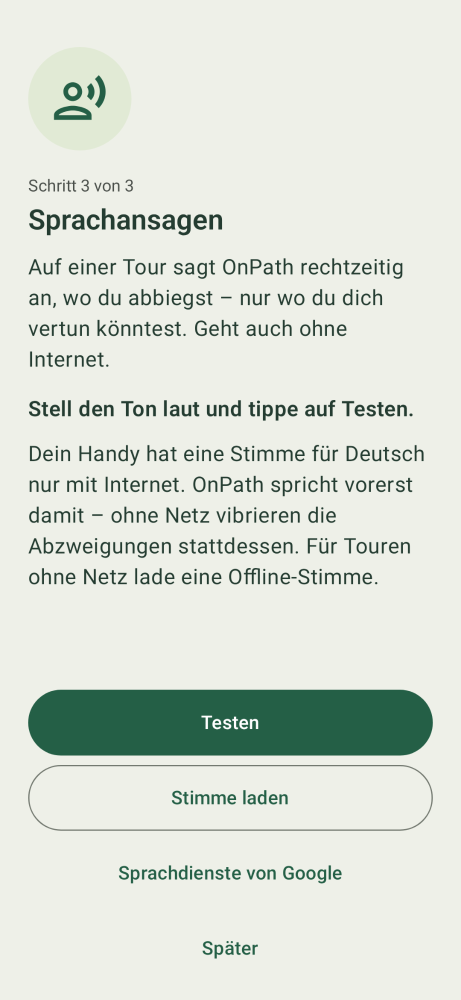 Schritt 3 von 3
Sprachansagen
Auf einer Tour sagt OnPath rechtzeitig
an, wo du abbiegst – nur wo du dich
vertun könntest. Geht auch ohne
Internet.
Stell den Ton laut und tippe auf Testen.
Dein Handy hat eine Stimme für Deutsch
nur mit Internet. OnPath spricht vorerst
damit – ohne Netz vibrieren die
Abzweigungen stattdessen. Für Touren
ohne Netz lade eine Offline-Stimme.
Testen
Stimme laden
Sprachdienste von Google
Später